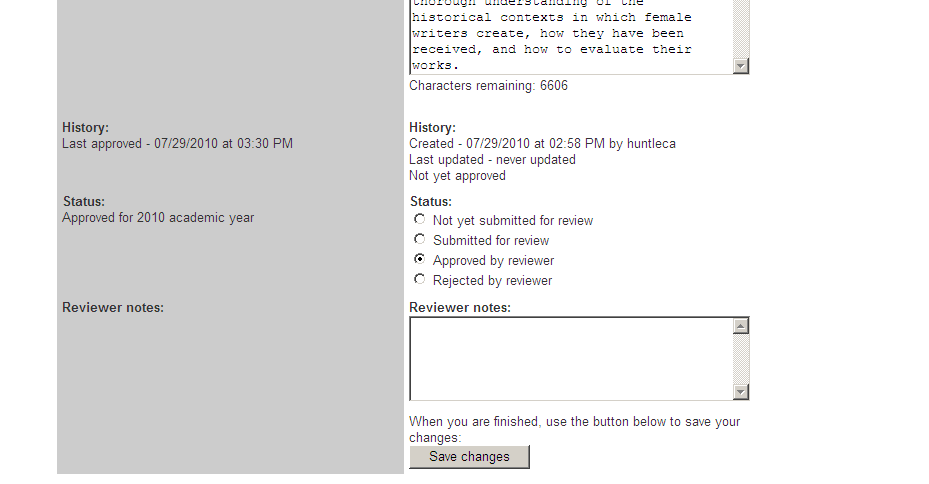 thorough understanding of the
historical contexts in which female
writers create, how they have been
received, and how to evaluate their
works.
Characters remaining: 6606
History:
Last approved - 07/29/2010 at 03:30 PM
History:
Created - 07/29/2010 at 02:58 PM by huntleca
Last updated - never updated
Not yet approved
Status:
Approved for 2010 academic year
Status:
Not yet submitted for review
Submitted for review
Approved by reviewer
Rejected by reviewer
Reviewer notes:
Reviewer notes:
When you are finished, use the button below to save your
changes:
Save changes